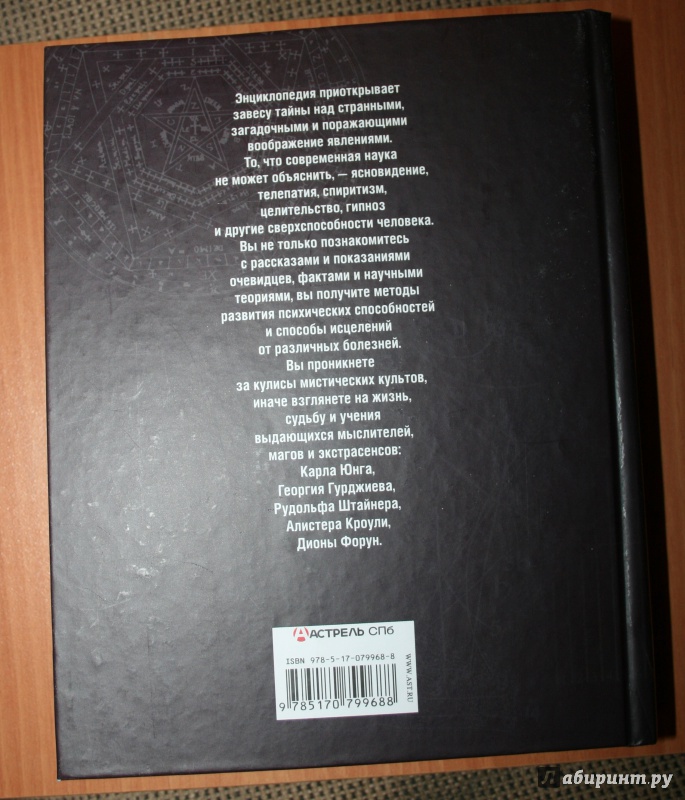 Энциклопедия приоткрывает
завесу тайны над странными,
загадочными и поражающими
воображение явлениями.
То, что современная наука
не может объяснить, — ясновидение,
телепатия, спиритизм,
целительство, гипноз
и другие сверхспособности человека.
Вы не только познакомитесь
с рассказами и показаниями
очевидцев, фактами и научными
теориями, вы получите методы
развития психических способностей
и способы исцелений
от различных болезней.
Вы проникнете
за кулисы мистических культов,
иначе взглянете на жизнь,
судьбу и учения
выдающихся мыслителей,
магов и экстрасенсов:
Карла Юнга,
Георгия Гурджиева,
Рудольфа Штайнера,
Алистера Кроули,
Дионы Форун.
АСТРЕЛЬ СПб
ISBN 978-5-17-079968-8
WWW.AST.RU
9 785170 799688
лабиринт.ру